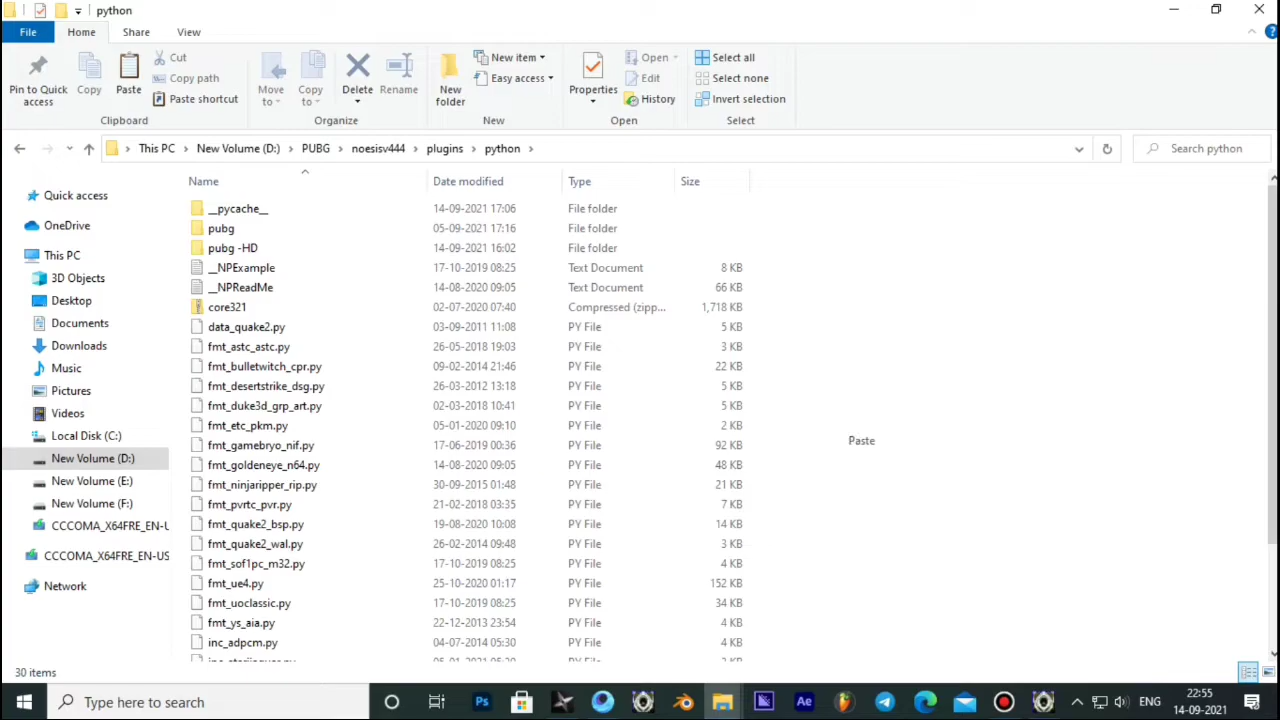 python
File Home Share View
Pin to Quick access
Copy
Paste
Cut
Copy path
Paste shortcut
Clipboard
Move to
Copy to
Delete
Rename
Organize
New folder
New item
Easy access
New
Properties
Open
Edit
History
Open
Select all
Select none
Invert selection
Select
This PC > New Volume (D:) > PUBG > noesisv444 > plugins > python >
Search python
Quick access
OneDrive
This PC
3D Objects
Desktop
Documents
Downloads
Music
Pictures
Videos
Local Disk (C:)
New Volume (D:)
New Volume (E:)
New Volume (F:)
CCCOMA_X64FRE_EN-U
CCCOMA_X64FRE_EN-US
Network
Name Date modified Type Size
__pycache__ 14-09-2021 17:06 File folder
pubg 05-09-2021 17:16 File folder
pubg -HD 14-09-2021 16:02 File folder
__NPExample 17-10-2019 08:25 Text Document 8 KB
__NPReadMe 14-08-2020 09:05 Text Document 66 KB
core321 02-07-2020 07:40 Compressed (zipp... 1,718 KB
data_quake2.py 03-09-2011 11:08 PY File 5 KB
fmt_astc_astc.py 26-05-2018 19:03 PY File 3 KB
fmt_bulletwitch_cpr.py 09-02-2014 21:46 PY File 22 KB
fmt_desertstrike_dsg.py 26-03-2012 13:18 PY File 5 KB
fmt_duke3d_grp_art.py 02-03-2018 10:41 PY File 5 KB
fmt_etc_pkm.py 05-01-2020 09:10 PY File 2 KB
fmt_gamebryo_nif.py 17-06-2019 00:36 PY File 92 KB
fmt_goldeneye_n64.py 14-08-2020 09:05 PY File 48 KB
fmt_ninjaripper_rip.py 30-09-2015 01:48 PY File 21 KB
fmt_pvrtc_pvr.py 21-02-2018 03:35 PY File 7 KB
fmt_quake2_bsp.py 19-08-2020 10:08 PY File 14 KB
fmt_quake2_wal.py 26-02-2014 09:48 PY File 3 KB
fmt_sof1pc_m32.py 17-10-2019 08:25 PY File 4 KB
fmt_ue4.py 25-10-2020 01:17 PY File 152 KB
fmt_uoclassic.py 17-10-2019 08:25 PY File 34 KB
fmt_ys_aia.py 22-12-2013 23:54 PY File 4 KB
inc_adpcm.py 04-07-2014 05:30 PY File 4 KB
Paste
30 items
Type here to search
Ps
Ae
ENG
22:55
14-09-2021